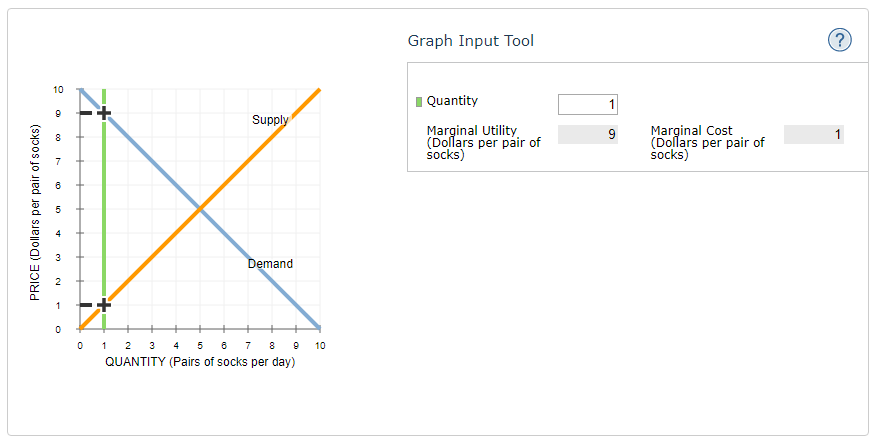 Graph Input Tool
?
Quantity
1
Marginal Utility
(Dollars per pair of
socks)
9
Marginal Cost
(Dollars per pair of
socks)
1
PRICE (Dollars per pair of socks)
10
9
8
7
6
5
4
3
2
1
0
Supply
Demand
0 1 2 3 4 5 6 7 8 9 10
QUANTITY (Pairs of socks per day)